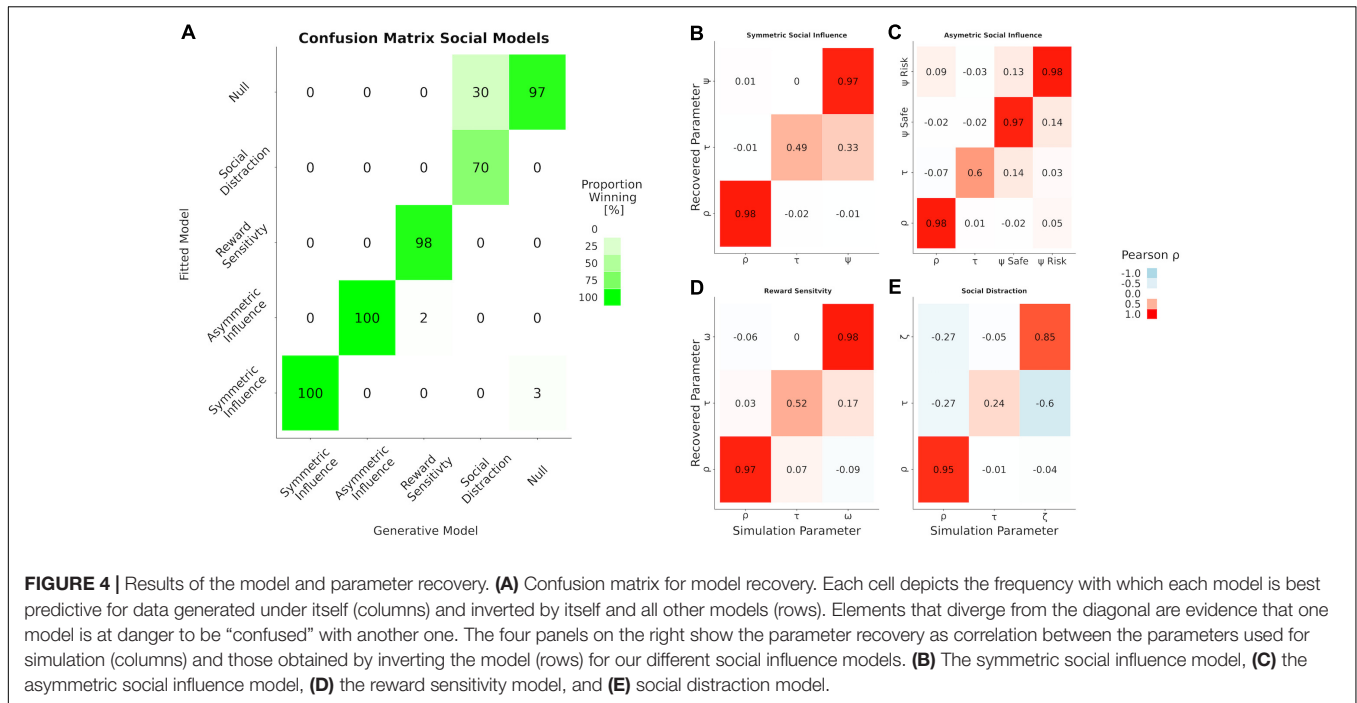 A
Confusion Matrix Social Models
Fitted Model
Null
0 0 0 30 97
Social
Distraction
0 0 0 70 0
Reward
Sensitivty
0 0 98 0 0
Asymmetric
Influence
0 100 2 0 0
Symmetric
Influence
100 0 0 0 3
Symmetric
Influence
Asymmetric
Influence
Reward
Sensitivty
Social
Distraction
Null
Generative Model
Proportion
Winning
[%]
0
25
50
75
100
B
Symmetric Social Influence
Recovered Parameter
ψ
0.01 0 0.97
τ
-0.01 0.49 0.33
ρ
0.98 -0.02 -0.01
ρ τ ψ
C
Asymetric Social Influence
ψ Risk
0.09 -0.03 0.13 0.98
ψ Safe
-0.02 -0.02 0.97 0.14
τ
-0.07 0.6 0.14 0.03
ρ
0.98 0.01 -0.02 0.05
ρ τ ψ Safe ψ Risk
D
Reward Sensitvity
Recovered Parameter
ω
-0.06 0 0.98
τ
0.03 0.52 0.17
ρ
0.97 0.07 -0.09
ρ τ ω
Simulation Parameter
E
Social Distraction
ζ
-0.27 -0.05 0.85
τ
-0.27 0.24 -0.6
ρ
0.95 -0.01 -0.04
ρ τ ζ
Simulation Parameter
Pearson ρ
-1.0
-0.5
0.0
0.5
1.0
FIGURE 4 | Results of the model and parameter recovery. (A) Confusion matrix for model recovery. Each cell depicts the frequency with which each model is best
predictive for data generated under itself (columns) and inverted by itself and all other models (rows). Elements that diverge from the diagonal are evidence that one
model is at danger to be “confused” with another one. The four panels on the right show the parameter recovery as correlation between the parameters used for
simulation (columns) and those obtained by inverting the model (rows) for our different social influence models. (B) The symmetric social influence model, (C) the
asymmetric social influence model, (D) the reward sensitivity model, and (E) social distraction model.